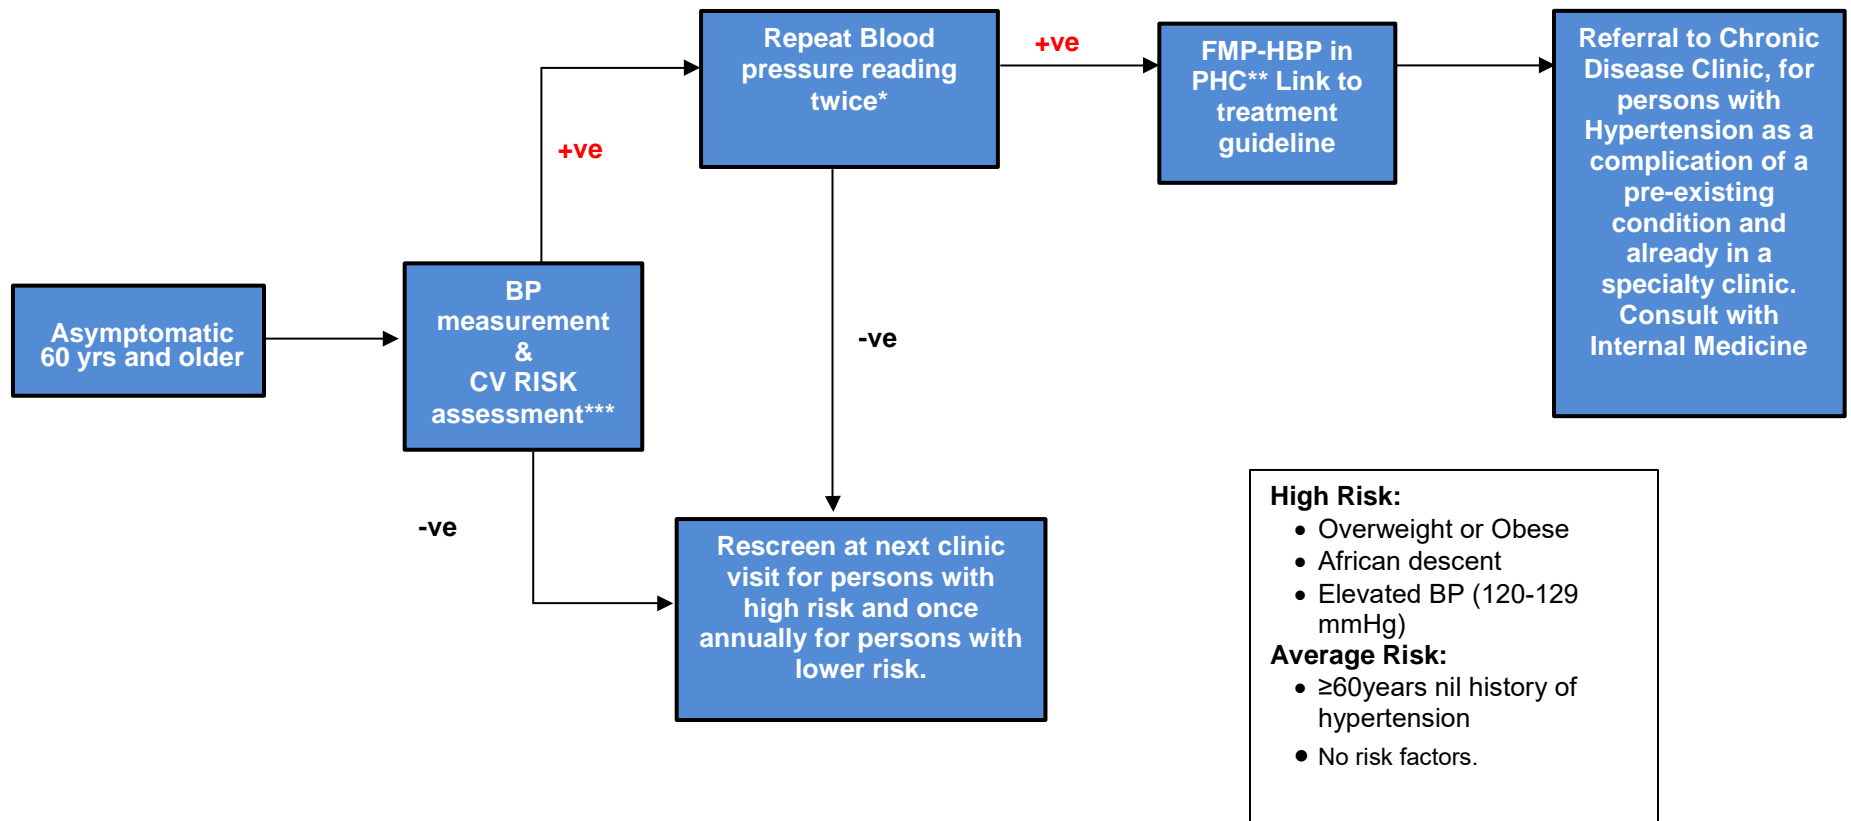 Asymptomatic
60 yrs and older
BP
measurement
&
CV RISK
assessment***
+ve
-ve
Repeat Blood
pressure reading
twice*
+ve
-ve
FMP-HBP in
PHC** Link to
treatment
guideline
Referral to Chronic
Disease Clinic, for
persons with
Hypertension as a
complication of a
pre-existing
condition and
already in a
specialty clinic.
Consult with
Internal Medicine
Rescreen at next clinic
visit for persons with
high risk and once
annually for persons with
lower risk.
High Risk:
• Overweight or Obese
• African descent
• Elevated BP (120-129
mmHg)
Average Risk:
• ≥60years nil history of
hypertension
• No risk factors.